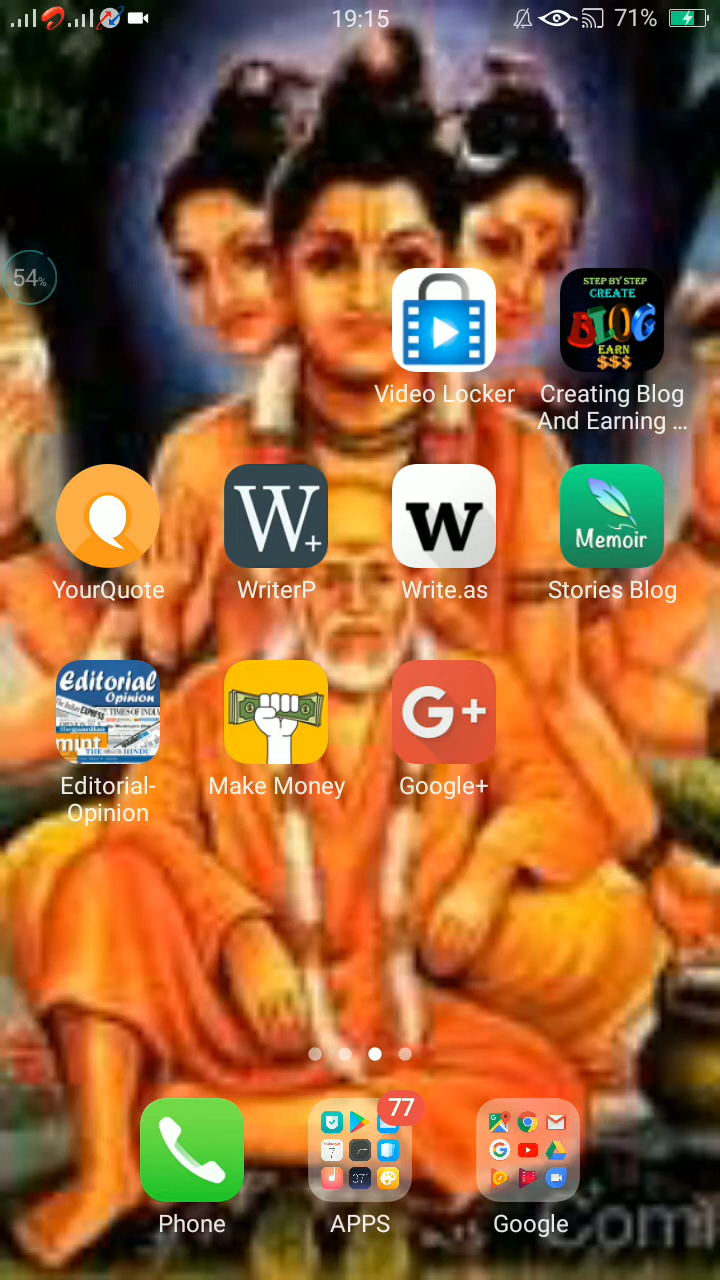 19:15
71%
54%
STEP BY STEP
CREATE
BLOG
EARN
$$$
Video Locker
Creating Blog
And Earning ...
W+
w
Memoir
YourQuote
WriterP
Write.as
Stories Blog
Editorial
Opinion
mint
G+
Editorial-
Opinion
Make Money
Google+
77
Phone
APPS
Google